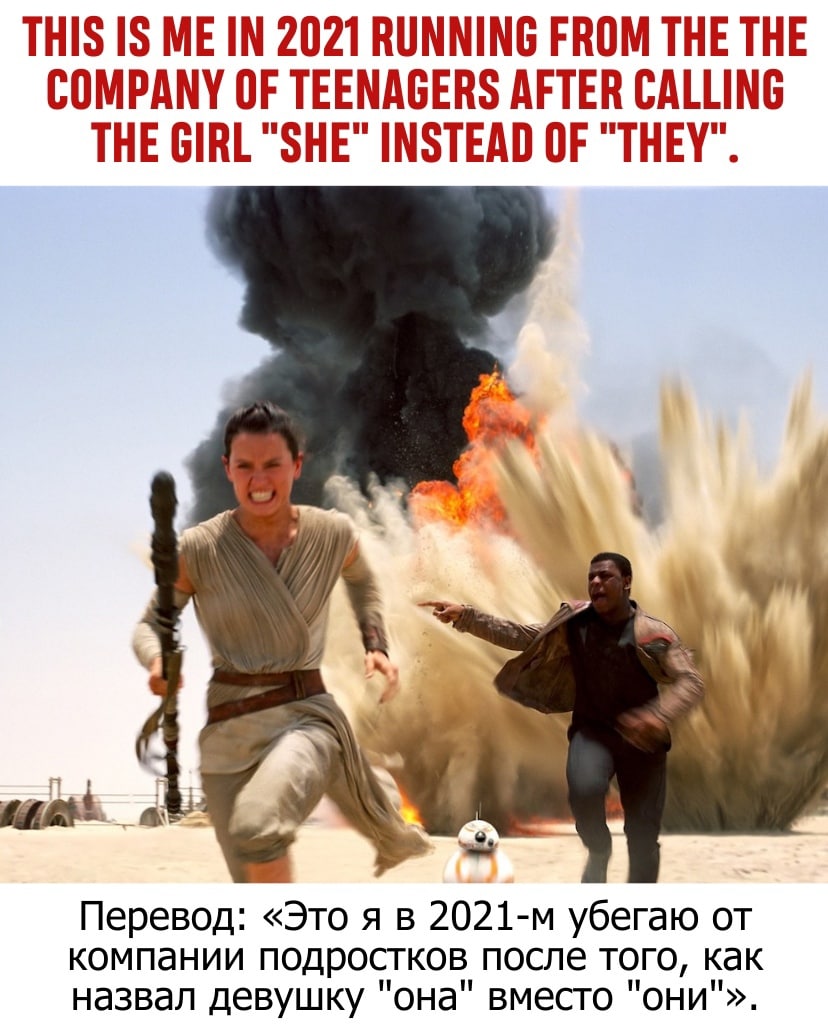 THIS IS ME IN 2021 RUNNING FROM THE THE
COMPANY OF TEENAGERS AFTER CALLING
THE GIRL "SHE" INSTEAD OF "THEY".
Перевод: «Это я в 2021-м убегаю от
компании подростков после того, как
назвал девушку "она" вместо "они"».